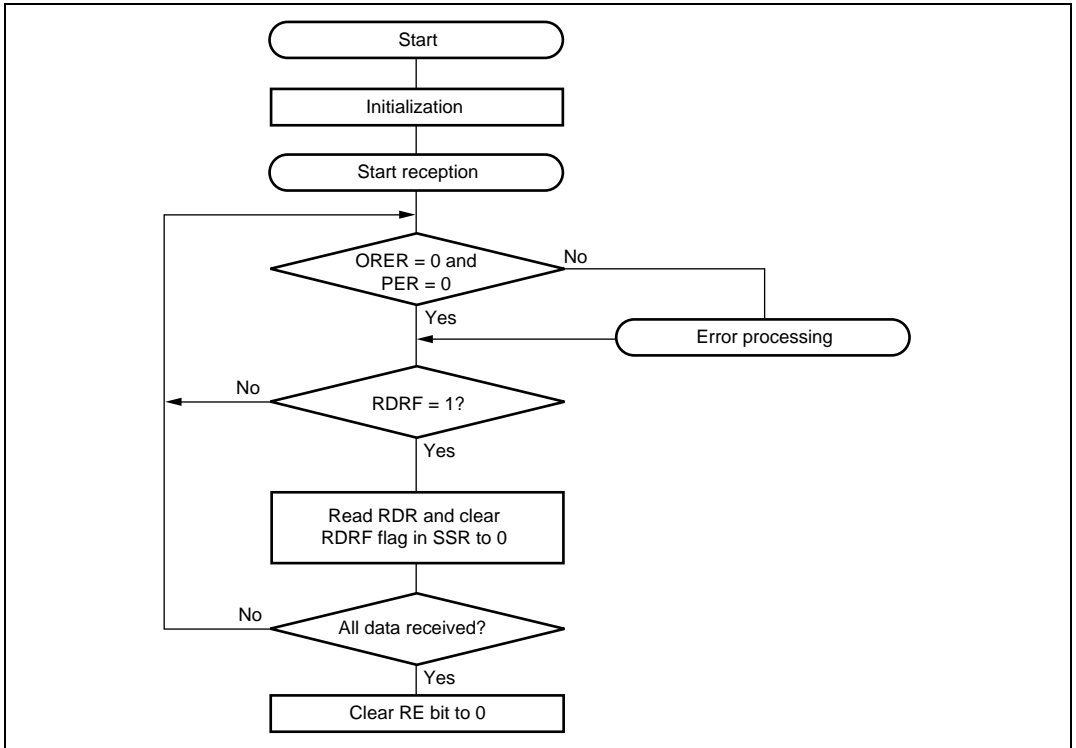 Start
Initialization
Start reception
ORER = 0 and
PER = 0
No
Yes
Error processing
RDRF = 1?
No
Yes
Read RDR and clear
RDRF flag in SSR to 0
All data received?
No
Yes
Clear RE bit to 0